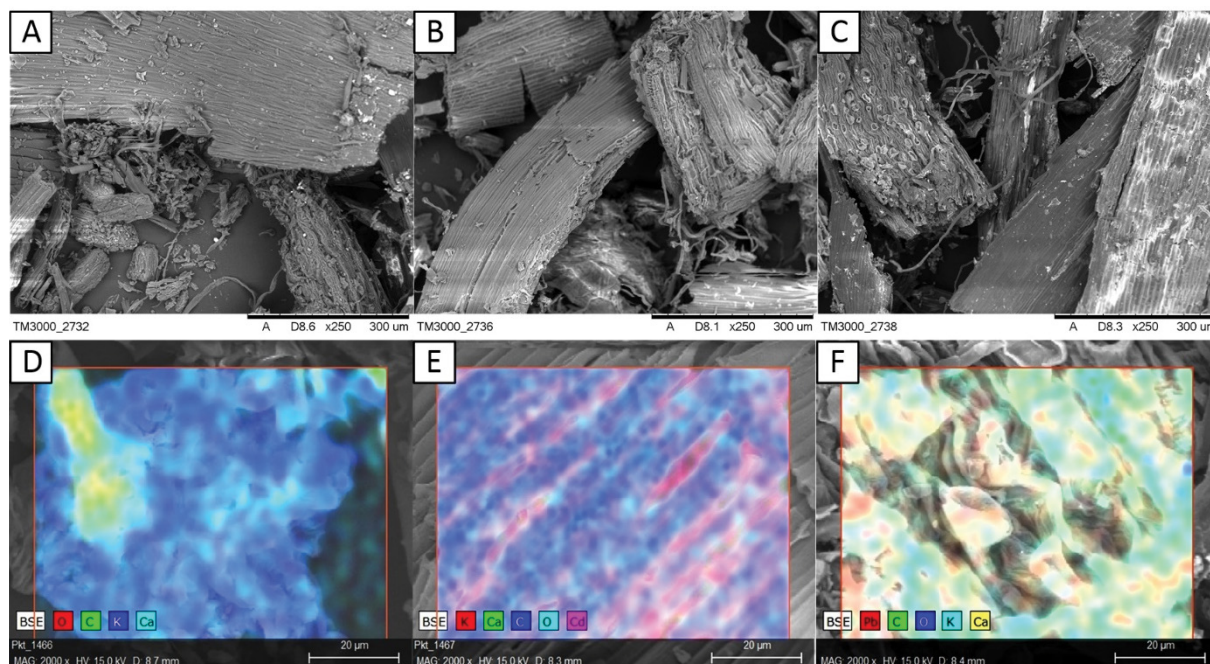 A
B
C
TM3000_2732 A D8.6 x250 300 um
TM3000_2736 A D8.1 x250 300 um
TM3000_2738 A D8.3 x250 300 um
D
E
F
BSE O C K Ca
BSE K Ca C O Cd
BSE Pb C O K Ca
Pkt_1466 20 µm
Pkt_1467 20 µm
20 µm
MAG: 2000 x HV: 15.0 kV D: 8.7 mm
MAG: 2000 x HV: 15.0 kV D: 8.3 mm
MAG: 2000 x HV: 15.0 kV D: 8.4 mm